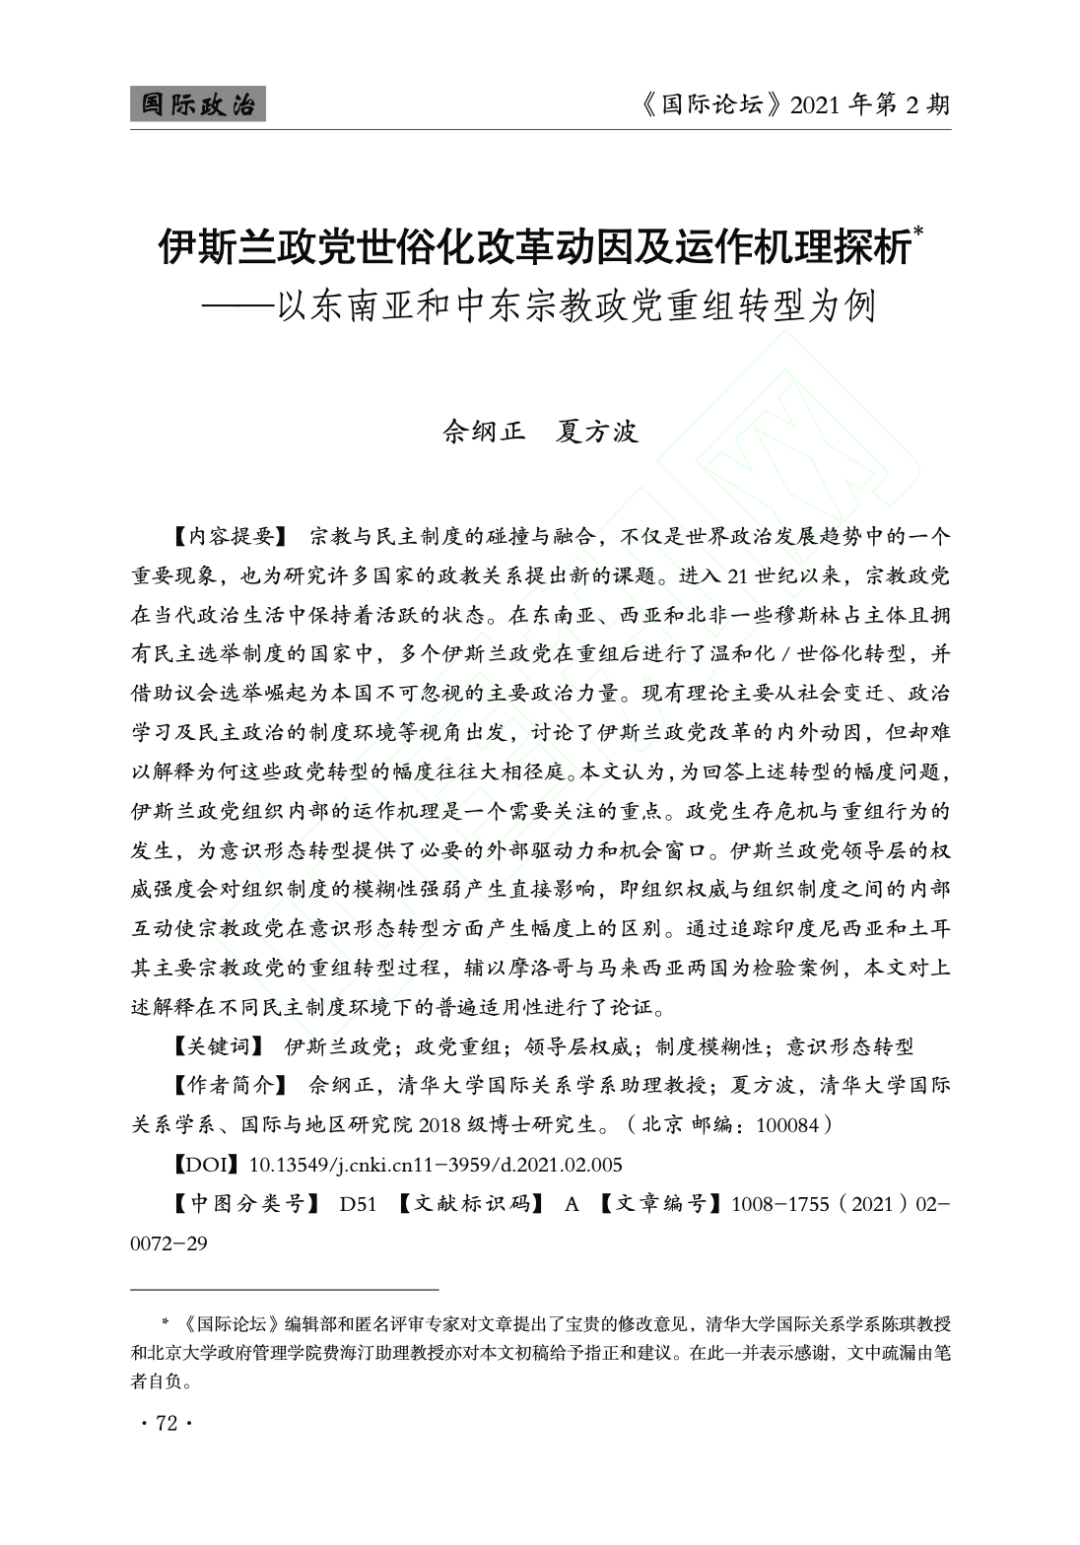 国际政治
《国际论坛》2021 年第 2 期
伊斯兰政党世俗化改革动因及运作机理探析*
——以东南亚和中东宗教政党重组转型为例
佘纲正 夏方波
【内容提要】 宗教与民主制度的碰撞与融合，不仅是世界政治发展趋势中的一个
重要现象，也为研究许多国家的政教关系提出新的课题。进入 21 世纪以来，宗教政党
在当代政治生活中保持着活跃的状态。在东南亚、西亚和北非一些穆斯林占主体且拥
有民主选举制度的国家中，多个伊斯兰政党在重组后进行了温和化 / 世俗化转型，并
借助议会选举崛起为本国不可忽视的主要政治力量。现有理论主要从社会变迁、政治
学习及民主政治的制度环境等视角出发，讨论了伊斯兰政党改革的内外动因，但却难
以解释为何这些政党转型的幅度往往大相径庭。本文认为，为回答上述转型的幅度问题，
伊斯兰政党组织内部的运作机理是一个需要关注的重点。政党生存危机与重组行为的
发生，为意识形态转型提供了必要的外部驱动力和机会窗口。伊斯兰政党领导层的权
威强度会对组织制度的模糊性强弱产生直接影响，即组织权威与组织制度之间的内部
互动使宗教政党在意识形态转型方面产生幅度上的区别。通过追踪印度尼西亚和土耳
其主要宗教政党的重组转型过程，辅以摩洛哥与马来西亚两国为检验案例，本文对上
述解释在不同民主制度环境下的普遍适用性进行了论证。
【关键词】 伊斯兰政党；政党重组；领导层权威；制度模糊性；意识形态转型
【作者简介】 佘纲正，清华大学国际关系学系助理教授；夏方波，清华大学国际
关系学系、国际与地区研究院 2018 级博士研究生。（北京 邮编：100084）
【DOI】10.13549/j.cnki.cn11-3959/d.2021.02.005
【中图分类号】 D51 【文献标识码】 A 【文章编号】1008-1755（2021）02-
0072-29
* 《国际论坛》编辑部和匿名评审专家对文章提出了宝贵的修改意见，清华大学国际关系学系陈琪教授
和北京大学政府管理学院费海汀助理教授亦对本文初稿给予指正和建议。在此一并表示感谢，文中疏漏由笔
者自负。
·72·
中国知网